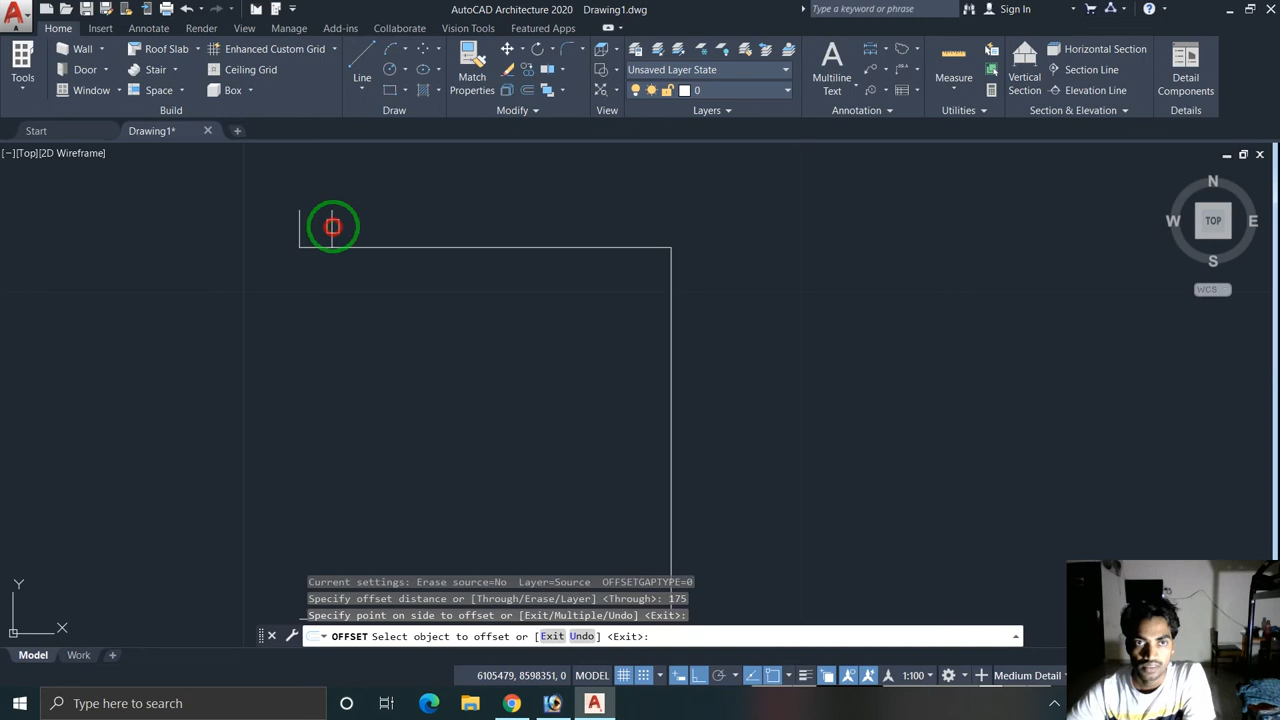 AutoCAD Architecture 2020 Drawing1.dwg
Type a keyword or phrase
Sign In
Home Insert Annotate Render View Manage Add-ins Collaborate Vision Tools Featured Apps
Tools
Wall
Door
Window
Roof Slab
Stair
Space
Enhanced Custom Grid
Ceiling Grid
Box
Build
Line
Draw
Match
Properties
Modify
View
Unsaved Layer State
0
Layers
Multiline
Text
Annotation
Measure
Utilities
Vertical
Section
Horizontal Section
Section Line
Elevation Line
Section & Elevation
Detail
Components
Details
Start
Drawing1*
[−][Top][2D Wireframe]
N
W TOP E
S
WCS
Y
X
Current settings: Erase source=No Layer=Source OFFSETGAPTYPE=0
Specify offset distance or [Through/Erase/Layer] <Through>: 175
Specify point on side to offset or [Exit/Multiple/Undo] <Exit>:
OFFSET Select object to offset or [Exit Undo] <Exit>:
Model Work
6105479, 8598351, 0 MODEL
1:100
Medium Detail
Type here to search